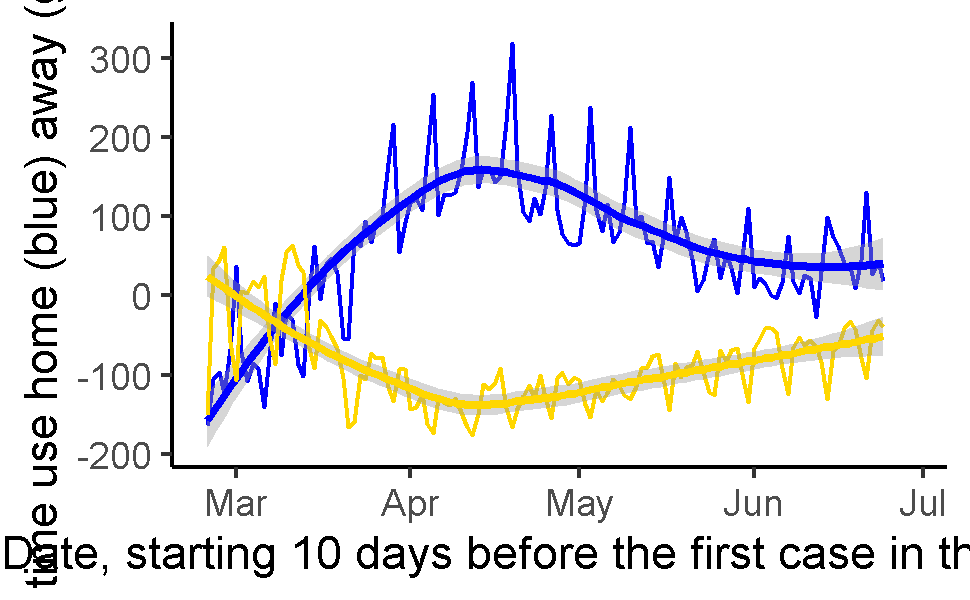 time use home (blue) away (
300
200
100
0
-100
-200
Mar Apr May Jun Jul
Date, starting 10 days before the first case in th